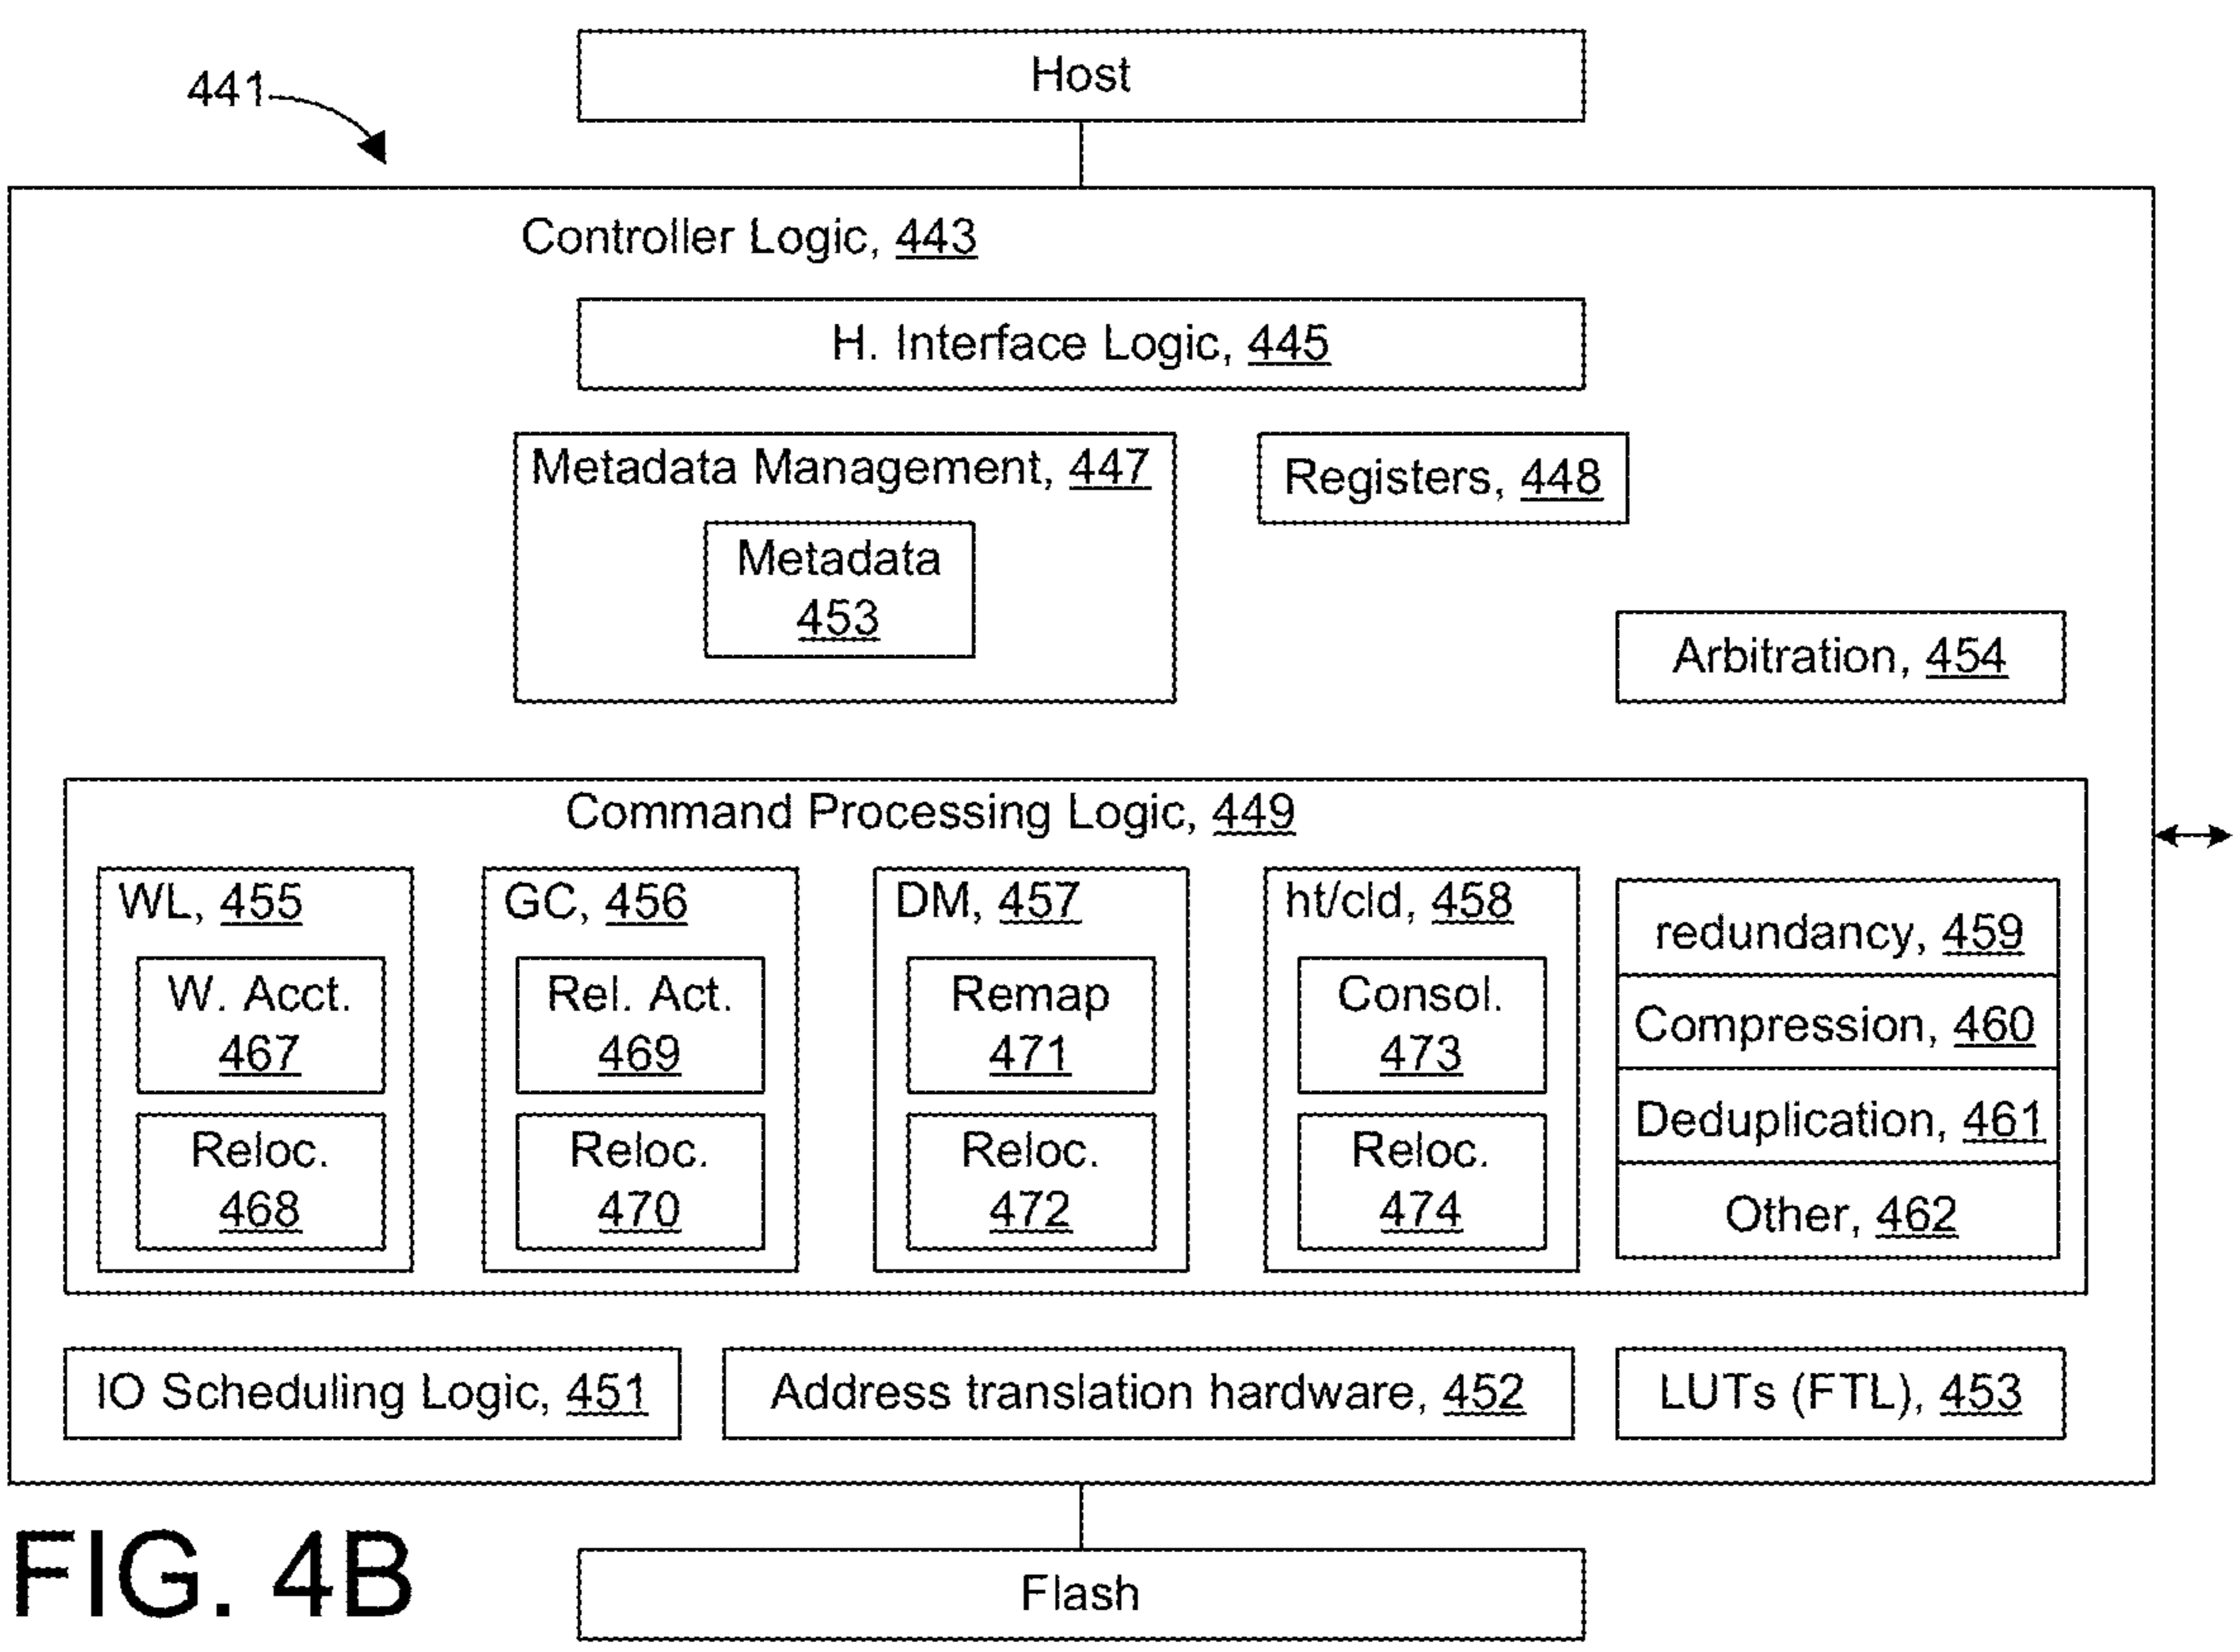 Host
441
Controller Logic, 443
H. Interface Logic, 445
Metadata Management, 447
Registers, 448
Metadata
453
Arbitration, 454
Command Processing Logic, 449
WL, 455
W. Acct.
467
Reloc.
468
GC, 456
Rel. Act.
469
Reloc.
470
DM, 457
Remap
471
Reloc.
472
ht/cld, 458
Consol.
473
Reloc.
474
redundancy, 459
Compression, 460
Deduplication, 461
Other, 462
IO Scheduling Logic, 451
Address translation hardware, 452
LUTs (FTL), 453
Flash
FIG. 4B